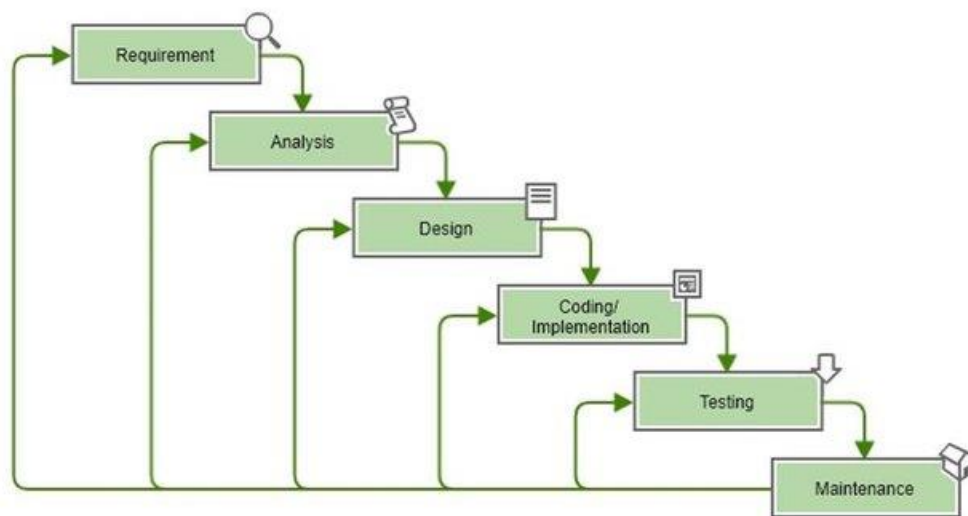 Requirement
Analysis
Design
Coding/
Implementation
Testing
Maintenance